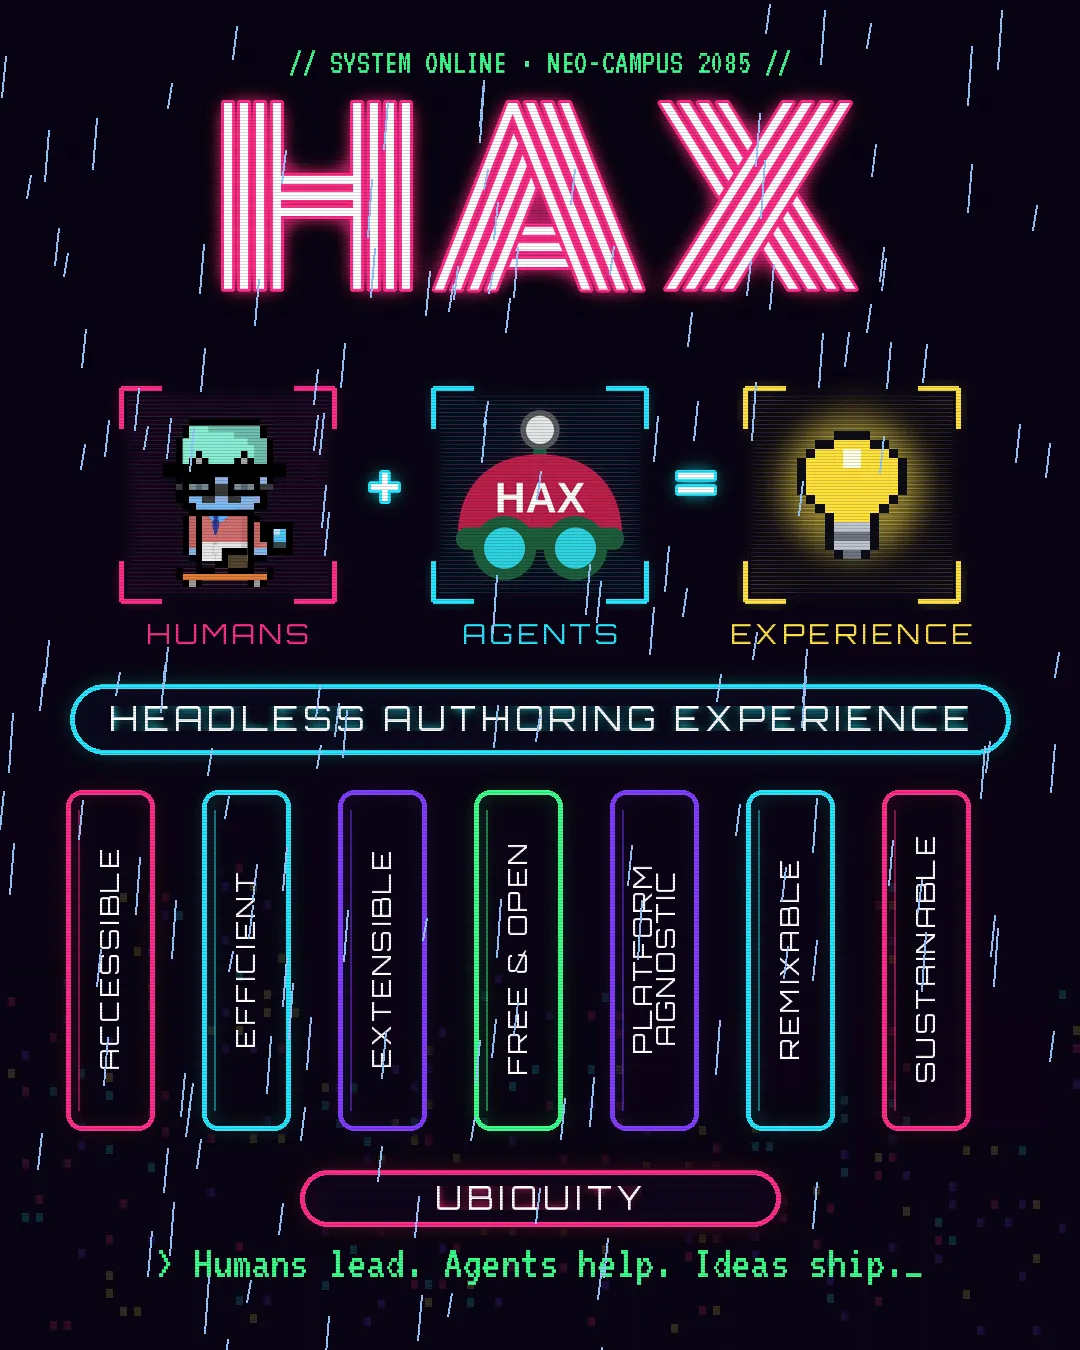 // SYSTEM ONLINE · NEO-CAMPUS 2085 //
HAX
+
HAX
=
HUMANS
AGENTS
EXPERIENCE
HEADLESS AUTHORING EXPERIENCE
ACCESSIBLE
EFFICIENT
EXTENSIBLE
FREE & OPEN
PLATFORM
AGNOSTIC
REMIXABLE
SUSTAINABLE
UBIQUITY
> Humans lead. Agents help. Ideas ship._